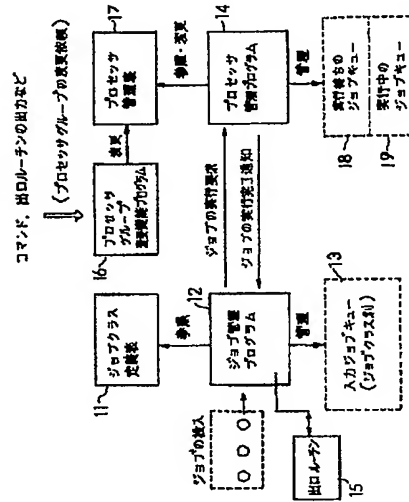 コマンド、出口ルーチンの出力など
(プロセッサグループの変更依頼)
17
プロセッサ
管理表
変更
プロセッサ
グループ
変更機能プログラム
16
参照・変更
14
プロセッサ
管理プログラム
管理
18
実行待ちの
ジョブキュー
19
実行中の
ジョブキュー
ジョブの実行要求
ジョブの実行完了通知
11
ジョブクラス
定義表
参照
12
ジョブ管理
プログラム
管理
13
入力ジョブキュー
(ジョブクラス別)
ジョブの投入
出口ルーチン
15